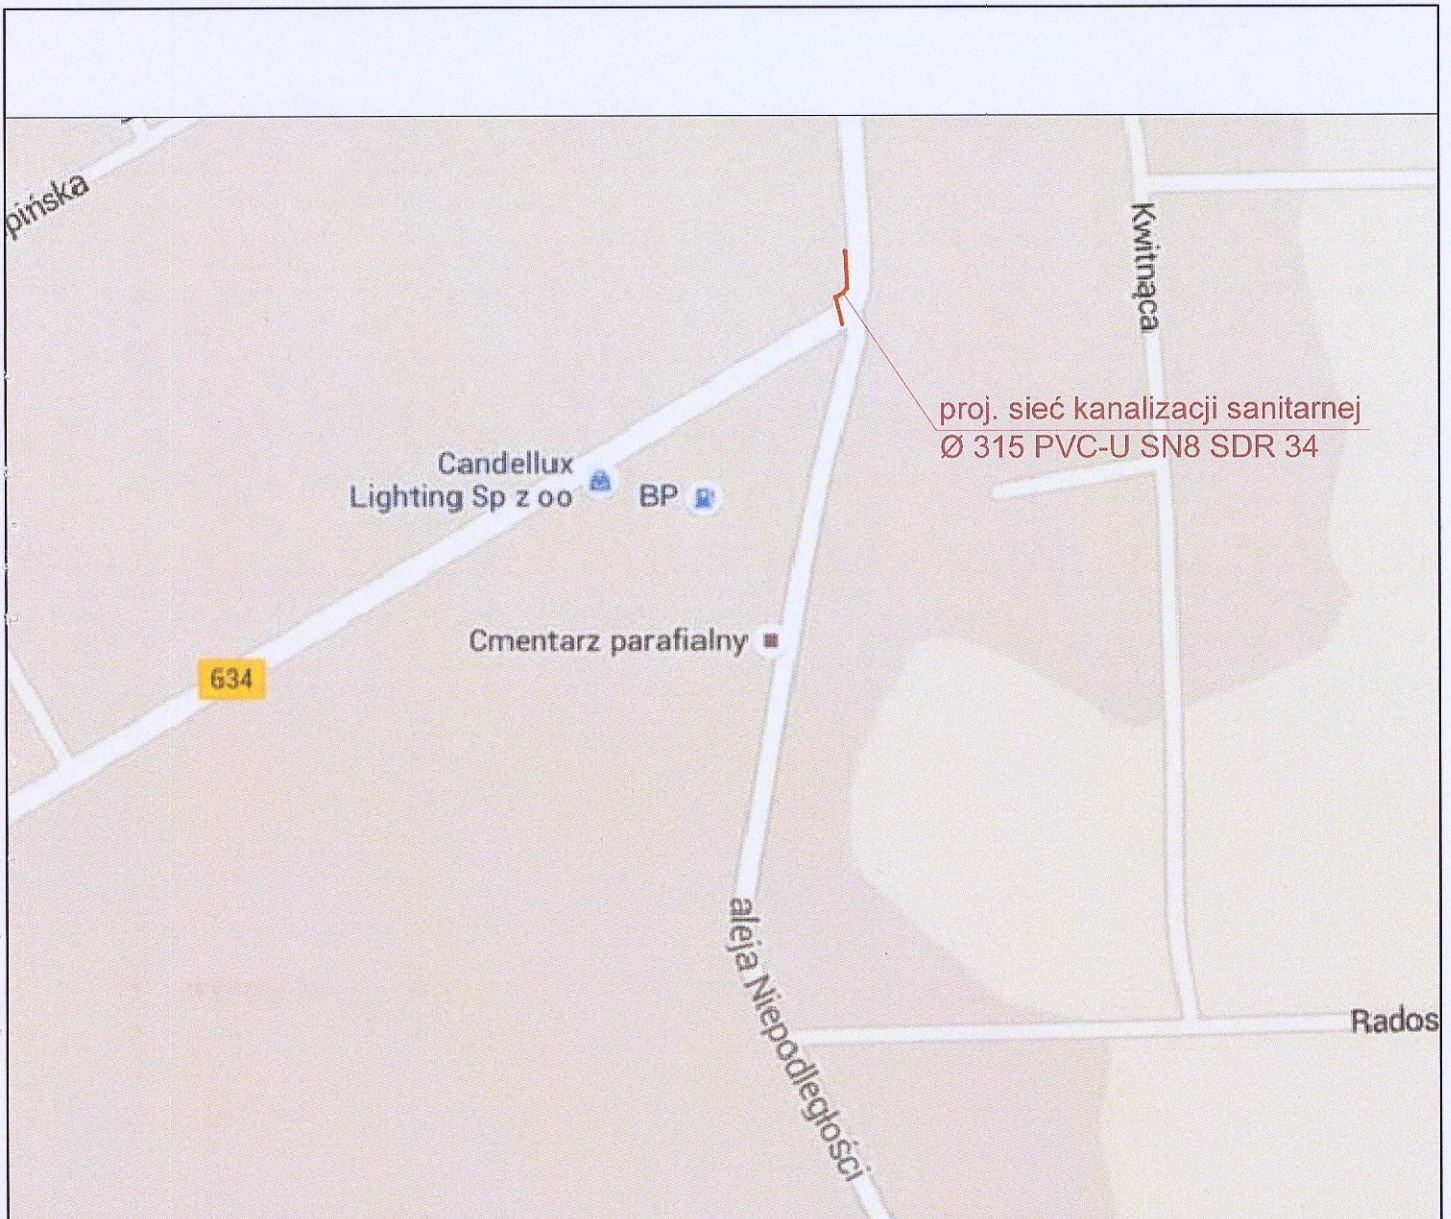 pińska
Kwitnąca
proj. sieć kanalizacji sanitarnej
Ø 315 PVC-U SN8 SDR 34
Candellux
Lighting Sp z oo
BP
Cmentarz parafialny
634
aleja Niepodległości
Rados